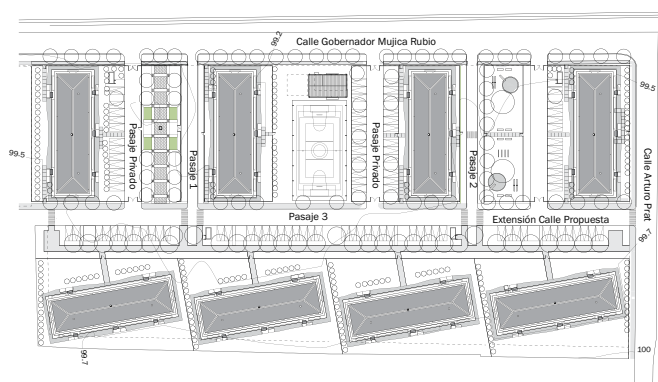 Calle Gobernador Mujica Rubio
99.2
99.5
99.5
Pasaje Privado
Pasaje 1
Pasaje Privado
Pasaje 2
Calle Arturo Prat
Pasaje 3
Extensión Calle Propuesta
99.7
99.7
100